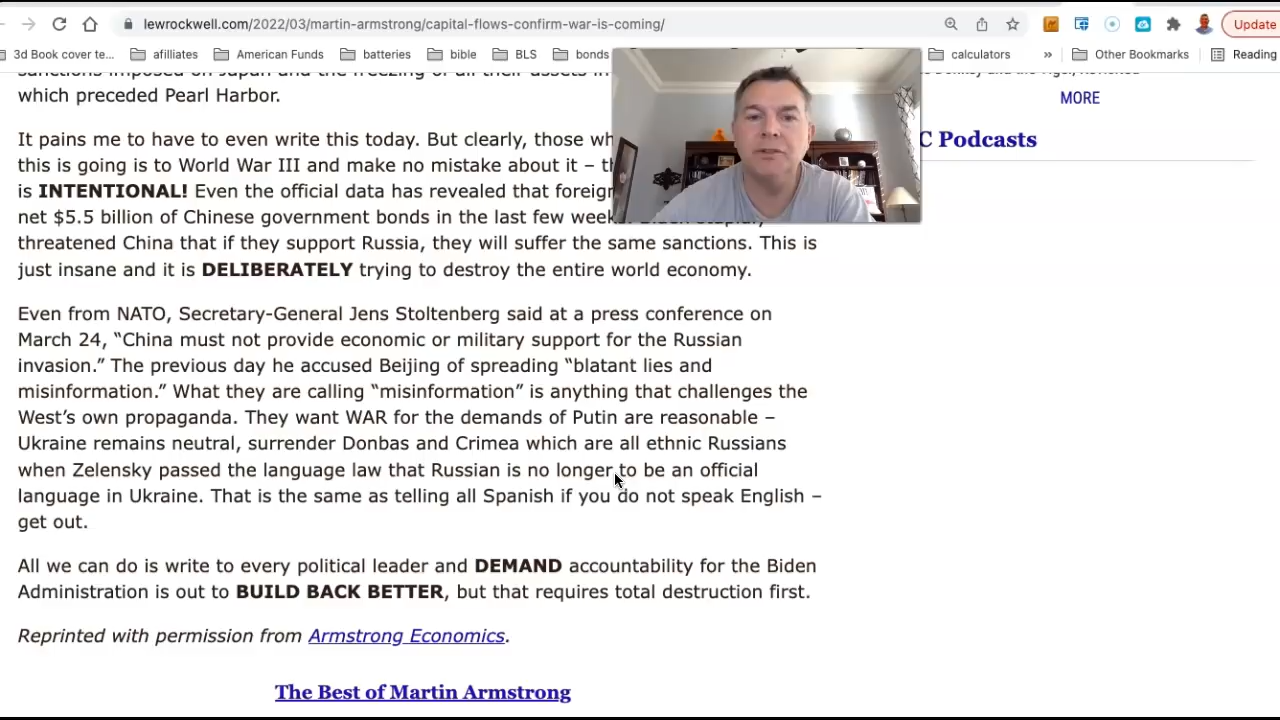 lewrockwell.com/2022/03/martin-armstrong/capital-flows-confirm-war-is-coming/
Update
3d Book cover te...
afilliates
American Funds
batteries
bible
BLS
bonds
calculators
»
Other Bookmarks
Reading
sanctions imposed on Japan and the freezing of all their assets in
which preceded Pearl Harbor.
MORE
It pains me to have to even write this today. But clearly, those wh
C Podcasts
this is going is to World War III and make no mistake about it – th
is INTENTIONAL! Even the official data has revealed that foreign
net $5.5 billion of Chinese government bonds in the last few week
threatened China that if they support Russia, they will suffer the same sanctions. This is
just insane and it is DELIBERATELY trying to destroy the entire world economy.
Even from NATO, Secretary-General Jens Stoltenberg said at a press conference on
March 24, “China must not provide economic or military support for the Russian
invasion.” The previous day he accused Beijing of spreading “blatant lies and
misinformation.” What they are calling “misinformation” is anything that challenges the
West’s own propaganda. They want WAR for the demands of Putin are reasonable –
Ukraine remains neutral, surrender Donbas and Crimea which are all ethnic Russians
when Zelensky passed the language law that Russian is no longer to be an official
language in Ukraine. That is the same as telling all Spanish if you do not speak English –
get out.
All we can do is write to every political leader and DEMAND accountability for the Biden
Administration is out to BUILD BACK BETTER, but that requires total destruction first.
Reprinted with permission from Armstrong Economics.
The Best of Martin Armstrong